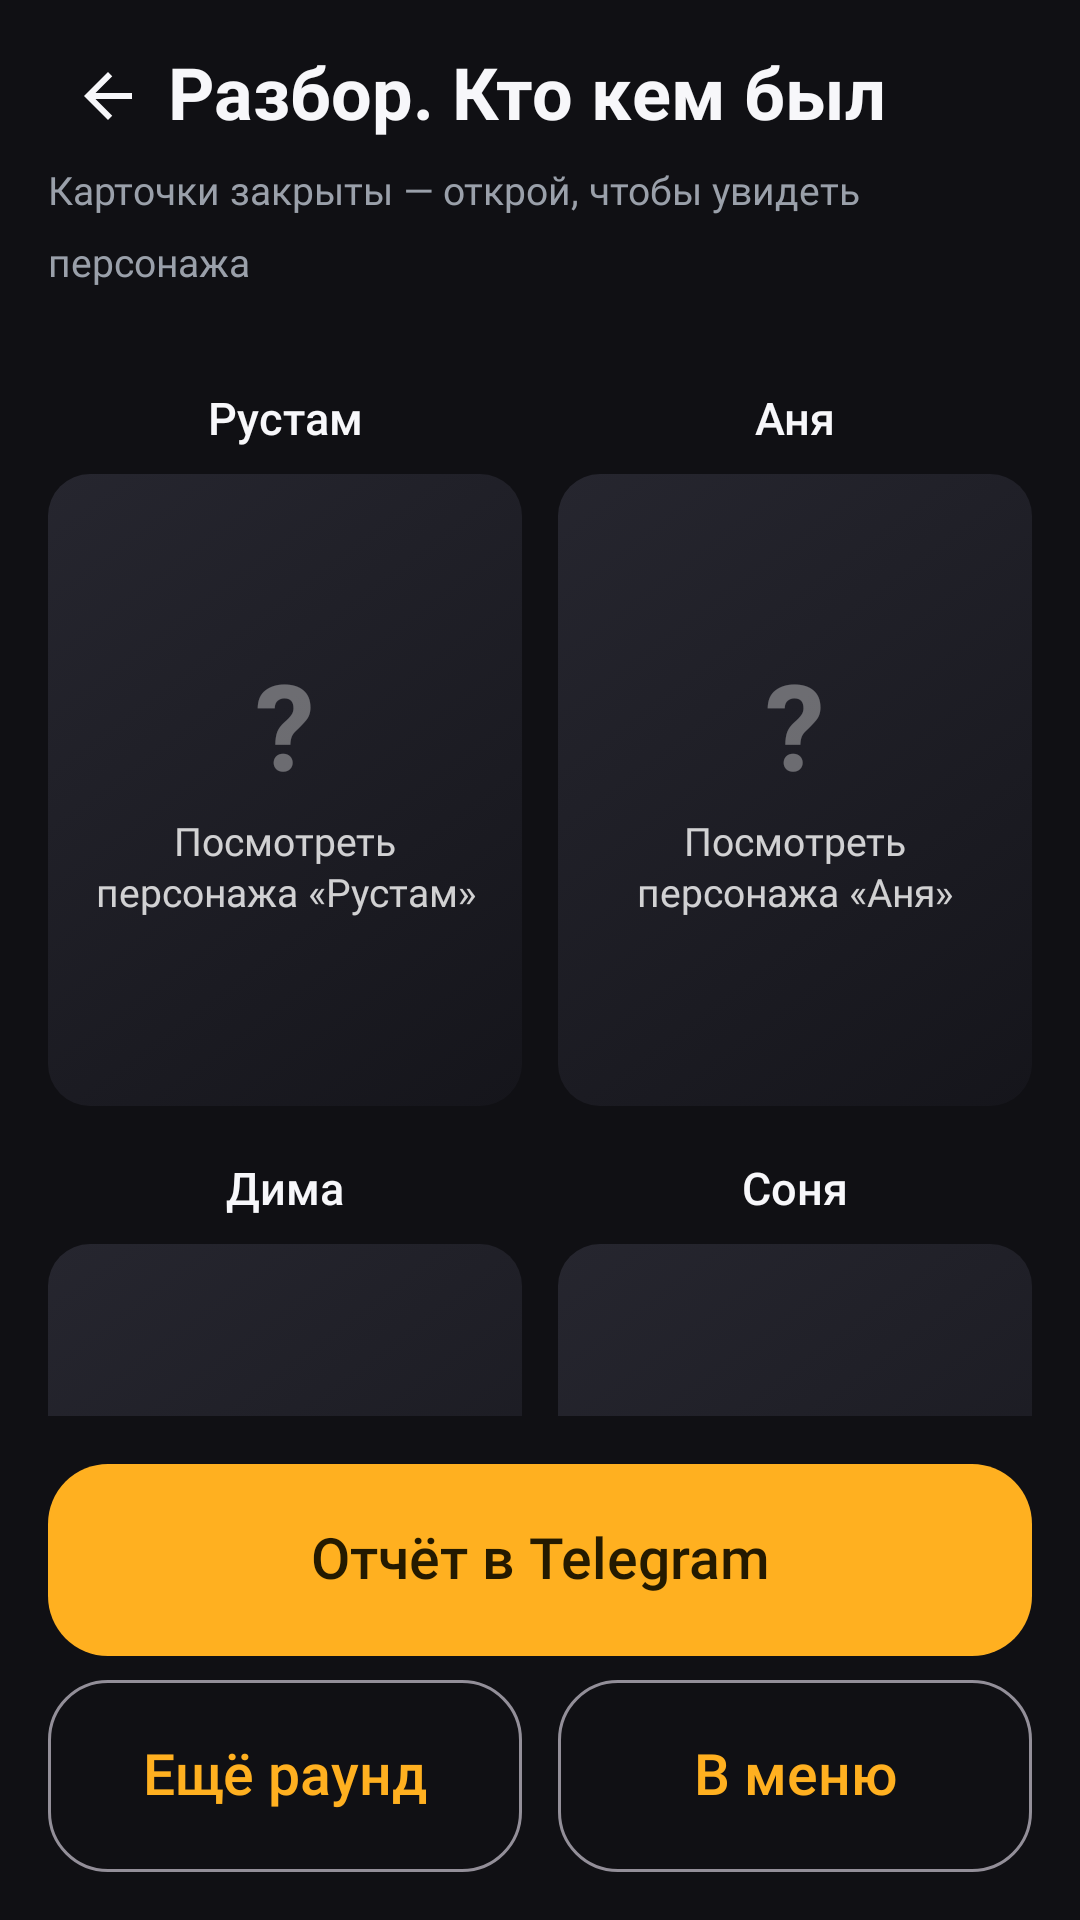 Разбор. Кто кем был
Карточки закрыты — открой, чтобы увидеть
персонажа
Рустам
Аня
?
Посмотреть
персонажа «Рустам»
?
Посмотреть
персонажа «Аня»
Дима
Соня
Отчёт в Telegram
Ещё раунд
В меню